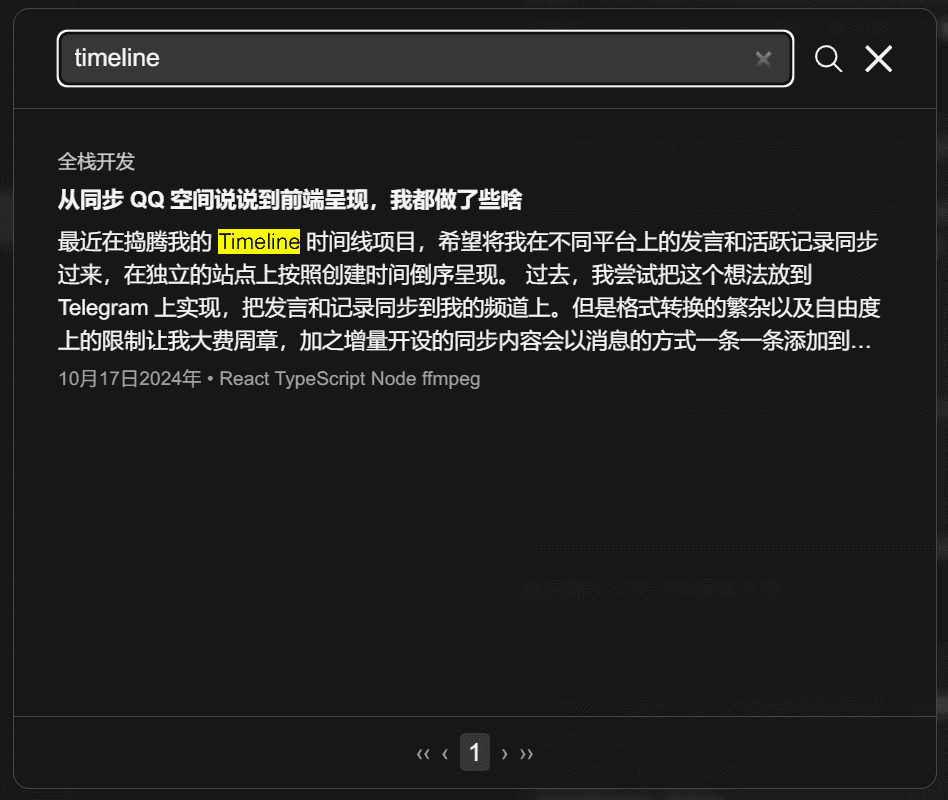 timeline
全栈开发
从同步 QQ 空间说说到前端呈现，我都做了些啥
最近在捣腾我的 Timeline 时间线项目，希望将我在不同平台上的发言和活跃记录同步
过来，在独立的站点上按照创建时间倒序呈现。 过去，我尝试把这个想法放到
Telegram 上实现，把发言和记录同步到我的频道上。但是格式转换的繁杂以及自由度
上的限制让我大费周章，加之增量开设的同步内容会以消息的方式一条一条添加到…
10月17日2024年 • React TypeScript Node ffmpeg
‹‹ ‹ 1 › ››